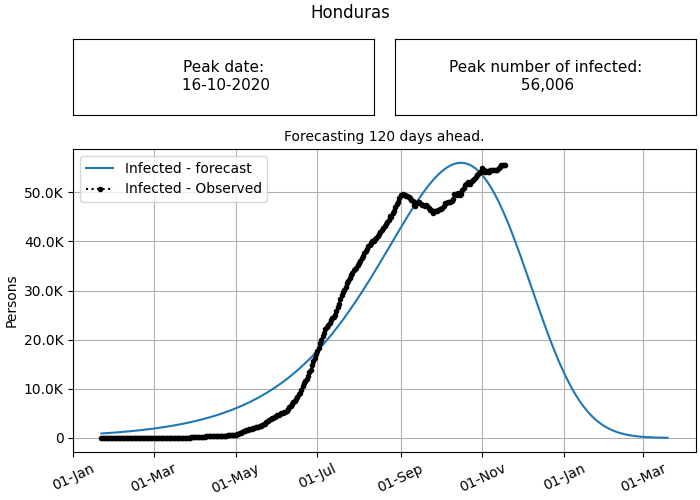 Honduras
Peak date:
16-10-2020
Peak number of infected:
56,006
Forecasting 120 days ahead.
Infected - forecast
Infected - Observed
50.0K
40.0K
30.0K
20.0K
10.0K
0
Persons
01-Jan
01-Mar
01-May
01-Jul
01-Sep
01-Nov
01-Jan
01-Mar